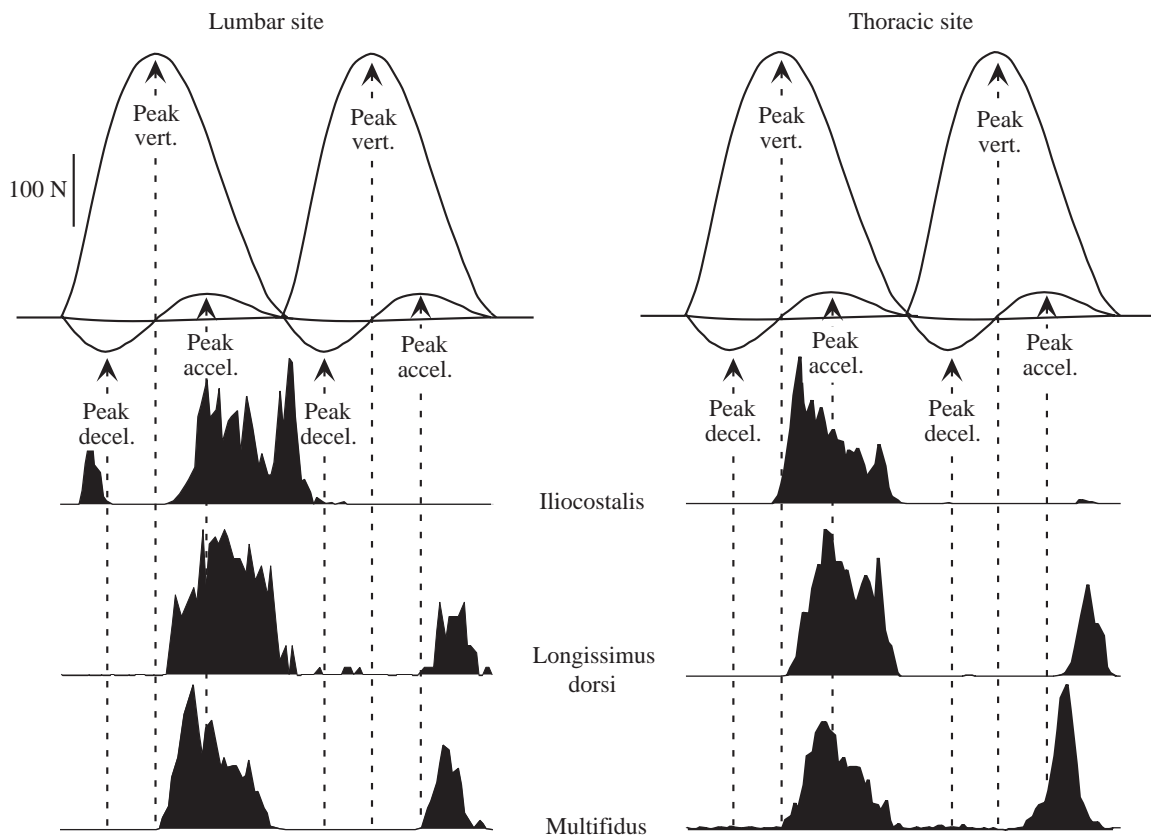 Lumbar site
Thoracic site
Peak
vert.
Peak
vert.
Peak
vert.
Peak
vert.
100 N
Peak
accel.
Peak
accel.
Peak
accel.
Peak
accel.
Peak
decel.
Peak
decel.
Peak
decel.
Peak
decel.
Iliocostalis
Longissimus
dorsi
Multifidus